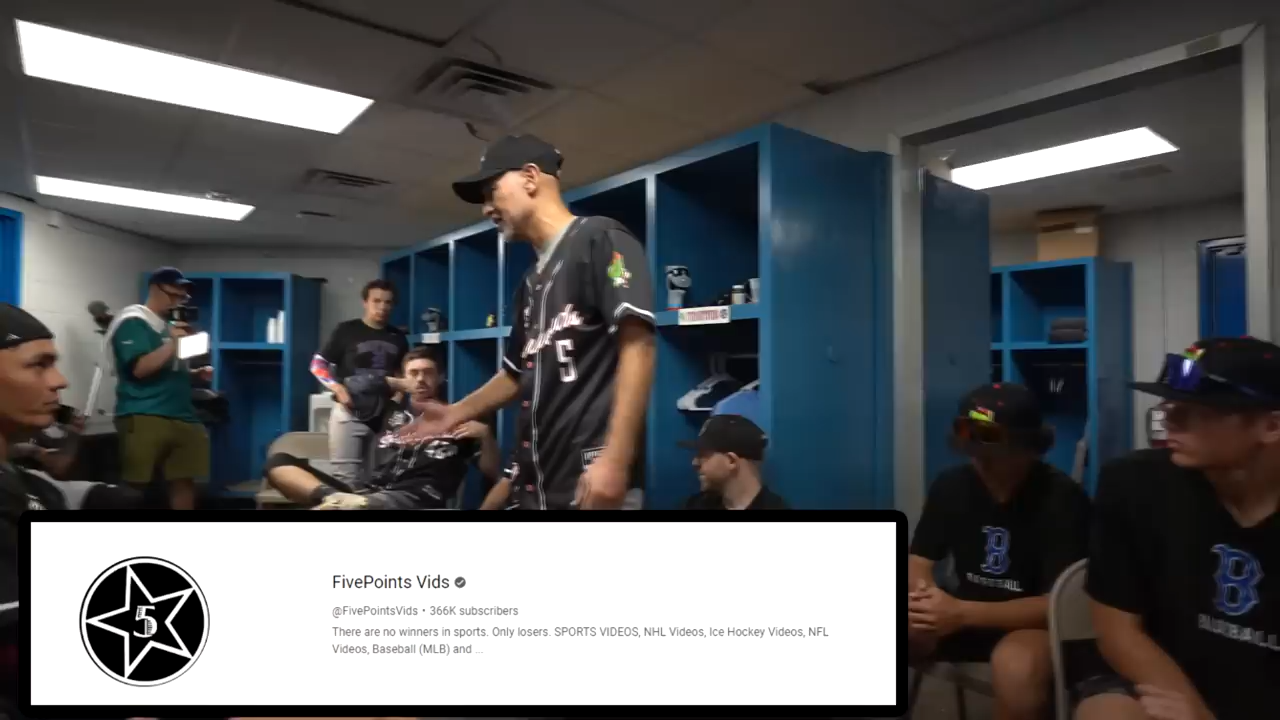 5
B
BASEBALL
B
BASEBALL
5
FivePoints Vids
@FivePointsVids • 366K subscribers
There are no winners in sports. Only losers. SPORTS VIDEOS, NHL Videos, Ice Hockey Videos, NFL
Videos, Baseball (MLB) and ...